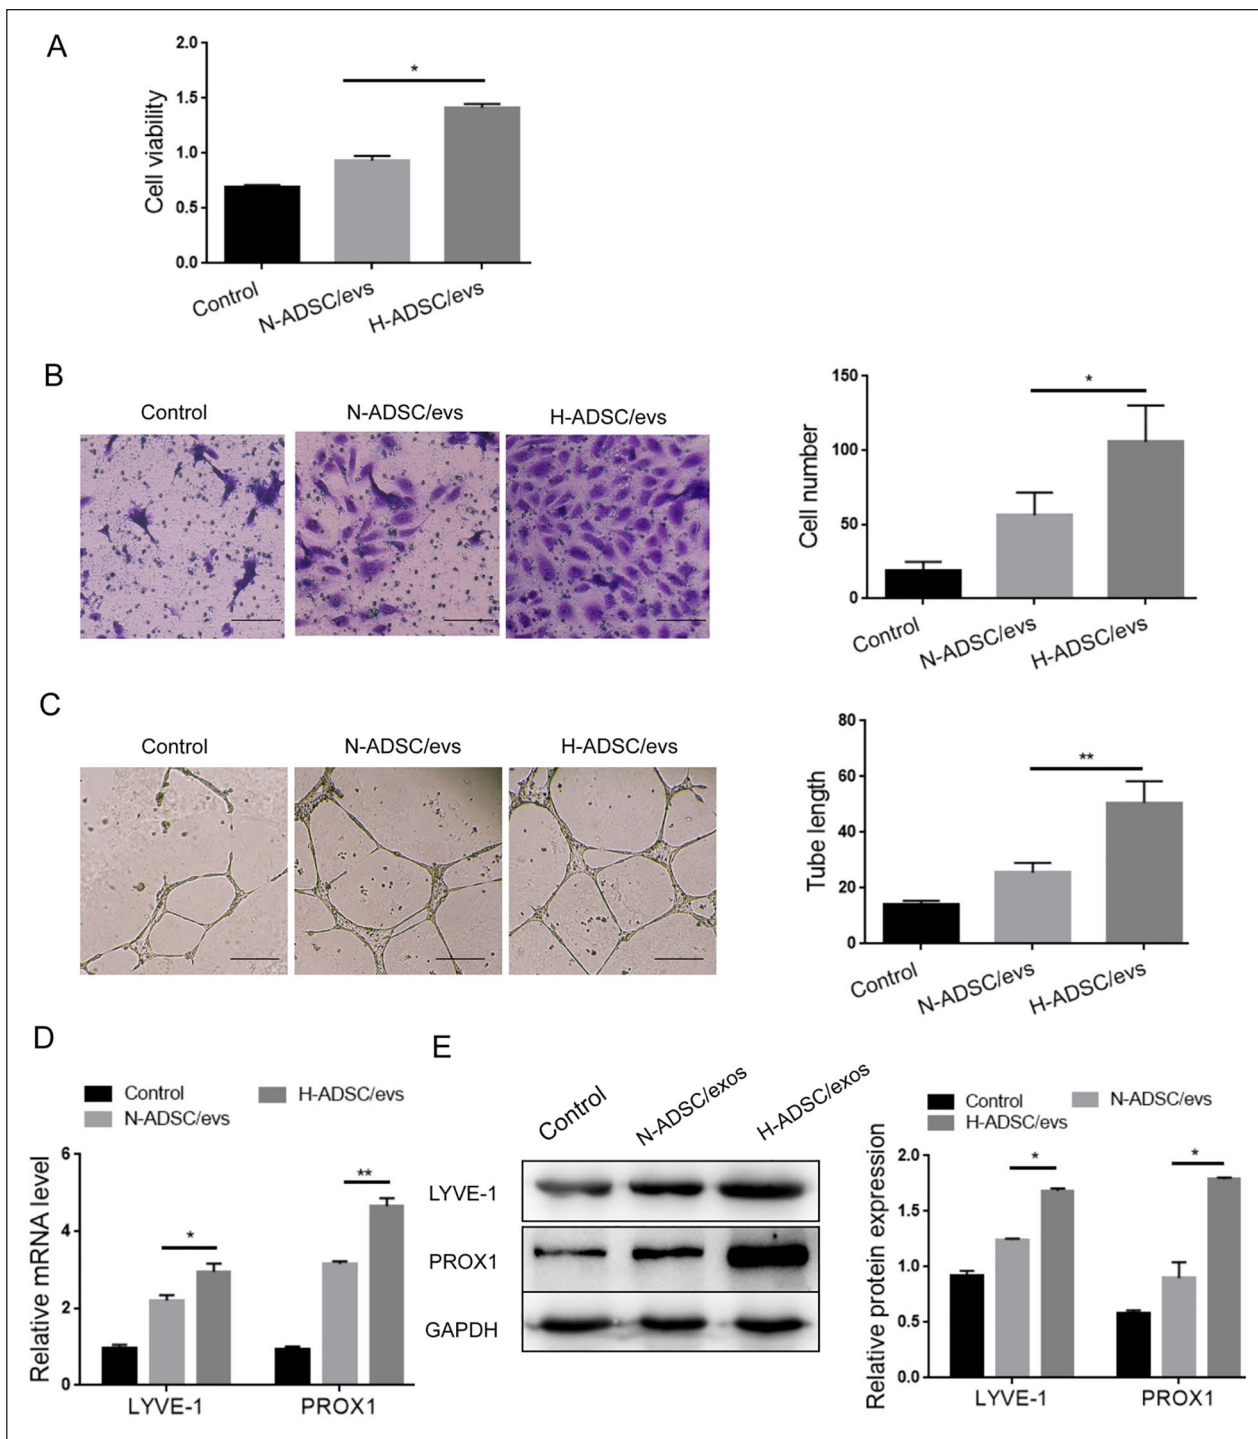 A
2.0
1.5
1.0
0.5
0.0
Cell viability
*
Control
N-ADSC/evs
H-ADSC/evs
B
Control
N-ADSC/evs
H-ADSC/evs
150
100
50
0
Cell number
*
Control
N-ADSC/evs
H-ADSC/evs
C
Control
N-ADSC/evs
H-ADSC/evs
80
60
40
20
0
Tube length
**
Control
N-ADSC/evs
H-ADSC/evs
D
Control
H-ADSC/evs
N-ADSC/evs
6
4
2
0
Relative mRNA level
*
**
LYVE-1
PROX1
E
Control
N-ADSC/exos
H-ADSC/exos
LYVE-1
PROX1
GAPDH
Control
N-ADSC/evs
H-ADSC/evs
2.0
1.5
1.0
0.5
0.0
Relative protein expression
*
*
LYVE-1
PROX1